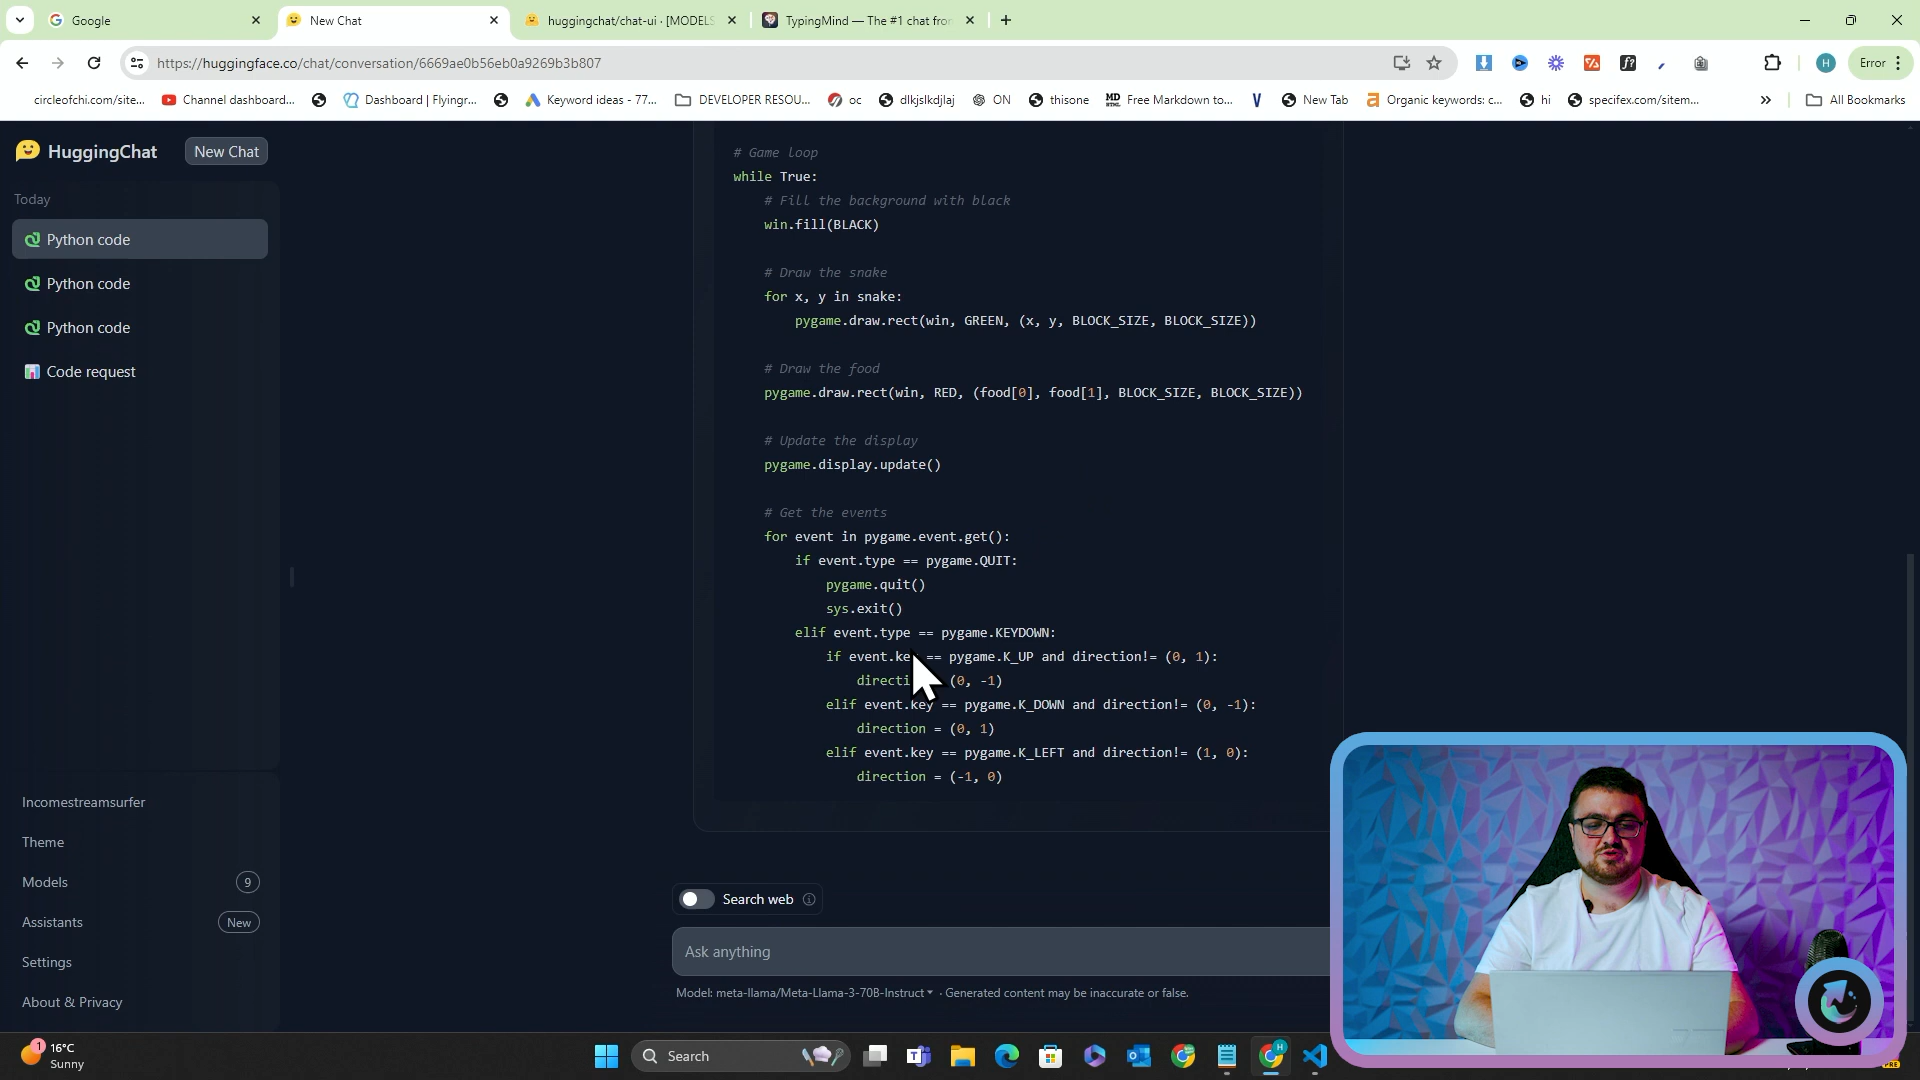 Google
New Chat
huggingchat/chat-ui · [MODELS
TypingMind — The #1 chat fron
https://huggingface.co/chat/conversation/6669ae0b56eb0a9269b3b807
Error
circleofchi.com/site...
Channel dashboard...
Dashboard | Flyingr...
Keyword ideas - 77...
DEVELOPER RESOU...
oc
dlkjslkdjlaj
ON
thisone
Free Markdown to...
New Tab
Organic keywords: c...
hi
specifex.com/sitem...
All Bookmarks
HuggingChat
New Chat
Today
Python code
Python code
Python code
Code request
Incomestreamsurfer
Theme
Models
9
Assistants
New
Settings
About & Privacy
# Game loop
while True:
# Fill the background with black
win.fill(BLACK)
# Draw the snake
for x, y in snake:
pygame.draw.rect(win, GREEN, (x, y, BLOCK_SIZE, BLOCK_SIZE))
# Draw the food
pygame.draw.rect(win, RED, (food[0], food[1], BLOCK_SIZE, BLOCK_SIZE))
# Update the display
pygame.display.update()
# Get the events
for event in pygame.event.get():
if event.type == pygame.QUIT:
pygame.quit()
sys.exit()
elif event.type == pygame.KEYDOWN:
if event.ke == pygame.K_UP and direction!= (0, 1):
directi (0, -1)
elif event.key == pygame.K_DOWN and direction!= (0, -1):
direction = (0, 1)
elif event.key == pygame.K_LEFT and direction!= (1, 0):
direction = (-1, 0)
Search web
Ask anything
Model: meta-llama/Meta-Llama-3-70B-Instruct · Generated content may be inaccurate or false.
1
16°C
Sunny
Search